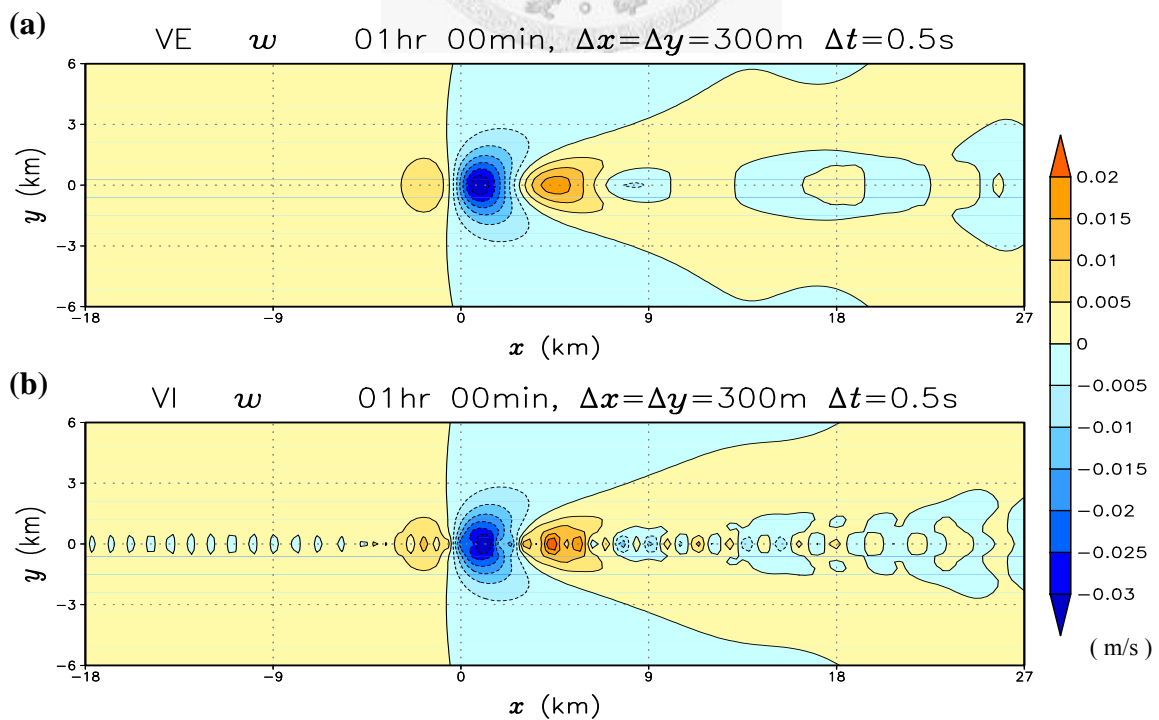 (a)
VE w 01hr 00min, Δx=Δy=300m Δt=0.5s
6
3
0
−3
−6
y (km)
−18 −9 0 9 18 27
x (km)
(b)
VI w 01hr 00min, Δx=Δy=300m Δt=0.5s
6
3
0
−3
−6
y (km)
−18 −9 0 9 18 27
x (km)
0.02
0.015
0.01
0.005
0
−0.005
−0.01
−0.015
−0.02
−0.025
−0.03
( m/s )